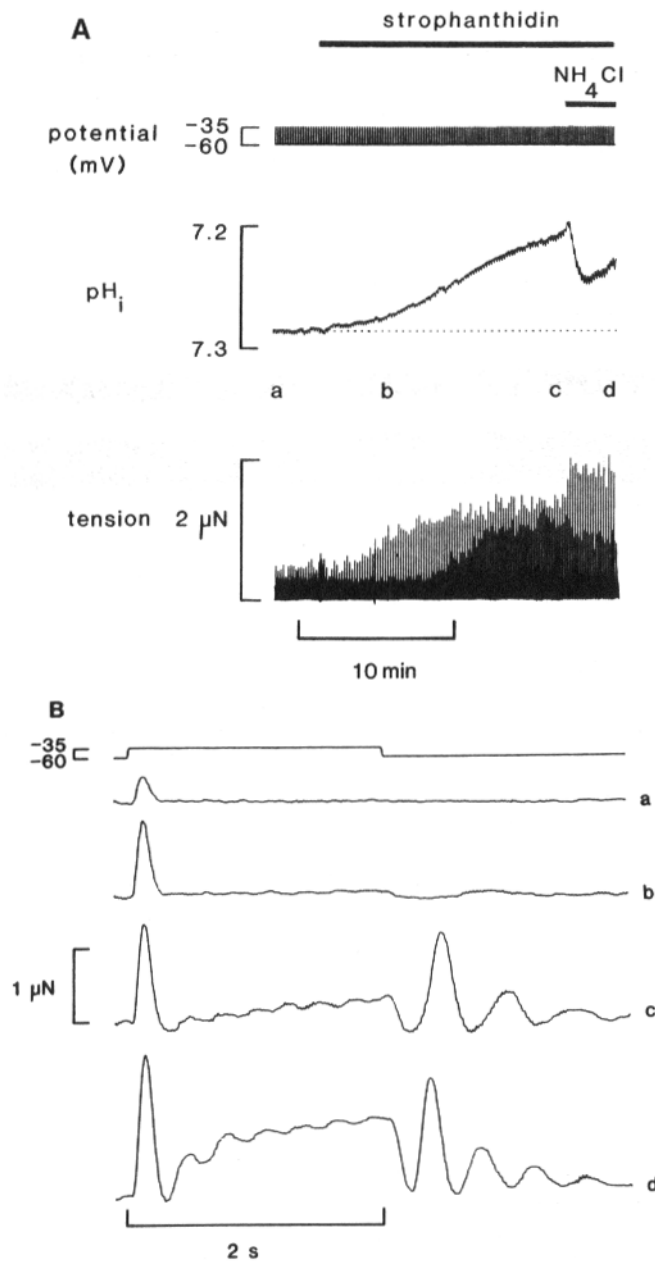 A
strophanthidin
NH4Cl
potential
(mV)
-35
-60
7.2
pHi
7.3
a b c d
tension 2 µN
10 min
B
-35
-60
a
b
1 µN
c
d
2 s